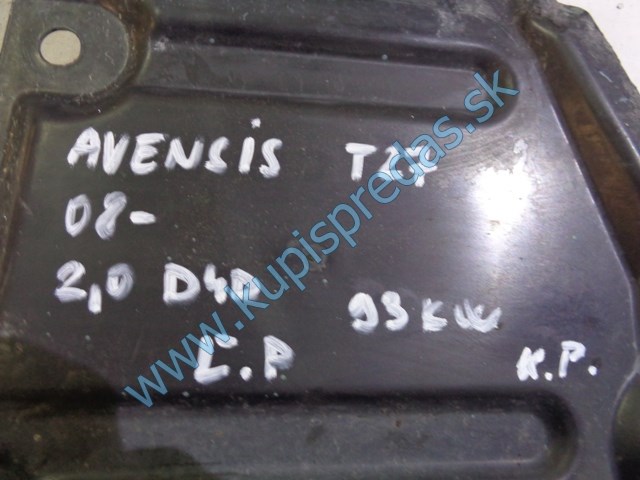 AVENSIS T27
08-
2,0 D4D 93 KW
L.P. K.P.
www.kupispredas.sk